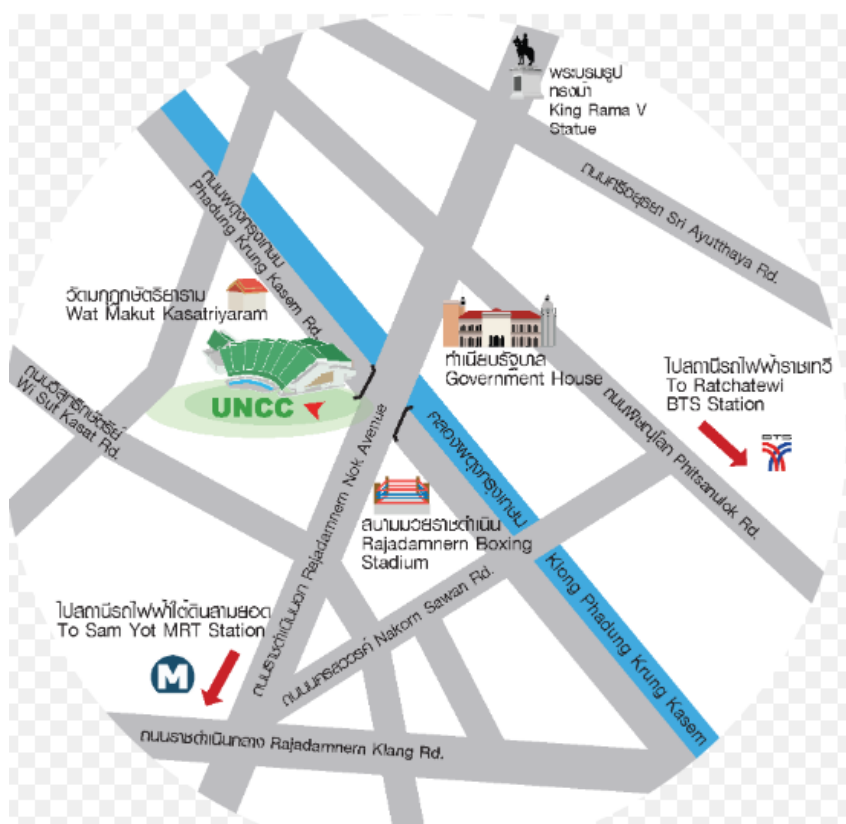 พระบรมรูป
ทรงม้า
King Rama V
Statue
ถนนศรีอยุธยา Sri Ayutthaya Rd.
ถนนพดุงกรุงเกษม
Phadung Krung Kasem Rd.
วัดมกุฏกษัตริยาราม
Wat Makut Kasatriyaram
ทำเนียบรัฐบาล
Government House
ไปสถานีรถไฟฟ้าราชเทวี
To Ratchatewi
BTS Station
BTS
ถนนวิสุทธิกษัตริย์
Wi Sut Kasat Rd.
UNCC
ถนนพิษณุโลก Phitsanulok Rd.
ถนนราชดำเนินนอก Rajadamnern Nok Avenue
คลองผดุงกรุงเกษม
Klong Phadung Krung Kasem
สนามมวยราชดำเนิน
Rajadamnern Boxing
Stadium
ถนนนครสวรรค์ Nakorn Sawan Rd.
ไปสถานีรถไฟฟ้าใต้ดินสามยอด
To Sam Yot MRT Station
M
ถนนราชดำเนินกลาง Rajadamnern Klang Rd.